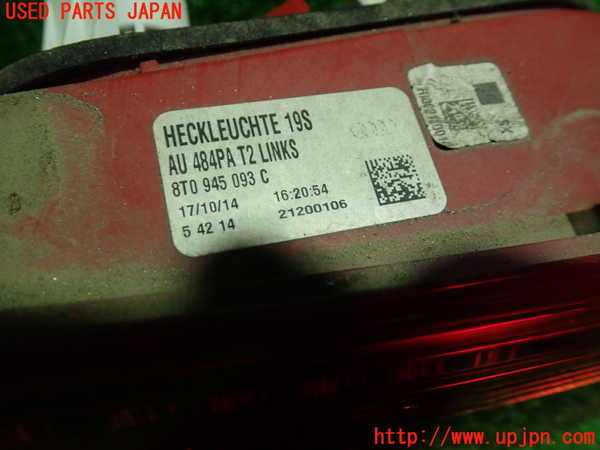 USED PARTS JAPAN
HECKLEUCHTE 19S
AU 484PA T2 LINKS
8T0 945 093 C
17/10/14 16:20:54
5 42 14 21200106
http://www.upjpn.com